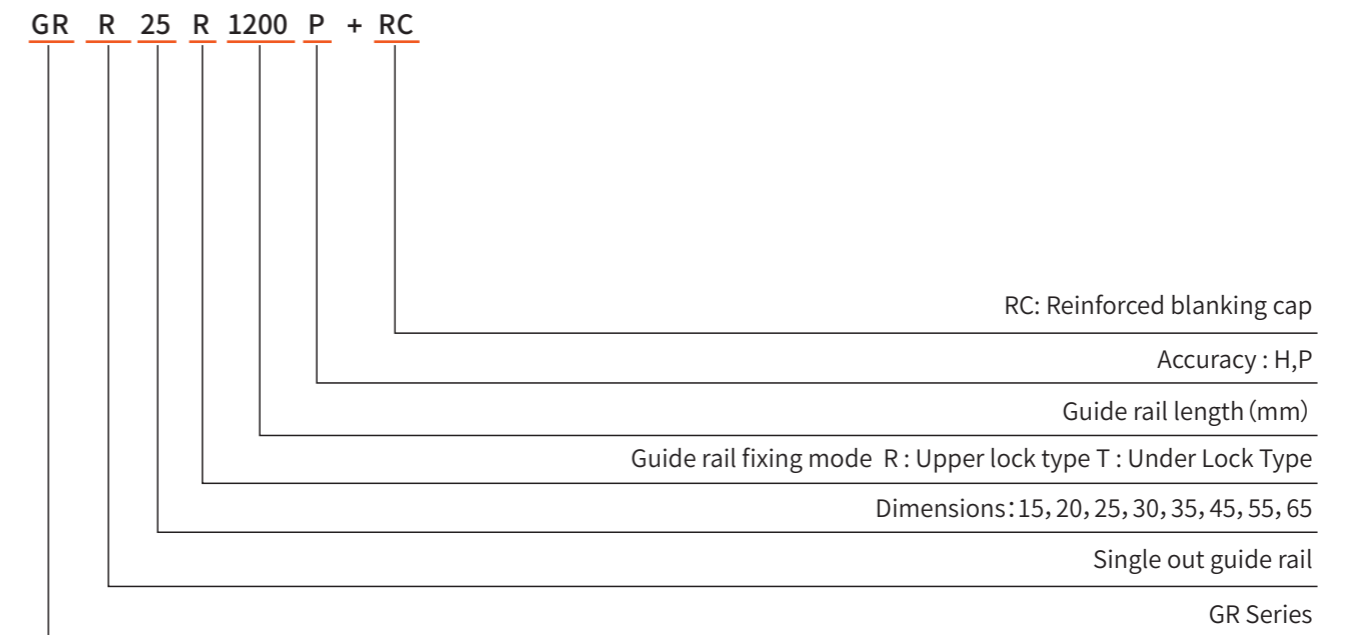 GR R 25 R 1200 P + RC
RC: Reinforced blanking cap
Accuracy : H,P
Guide rail length（mm）
Guide rail fixing mode R : Upper lock type T : Under Lock Type
Dimensions：15，20，25，30，35，45，55，65
Single out guide rail
GR Series